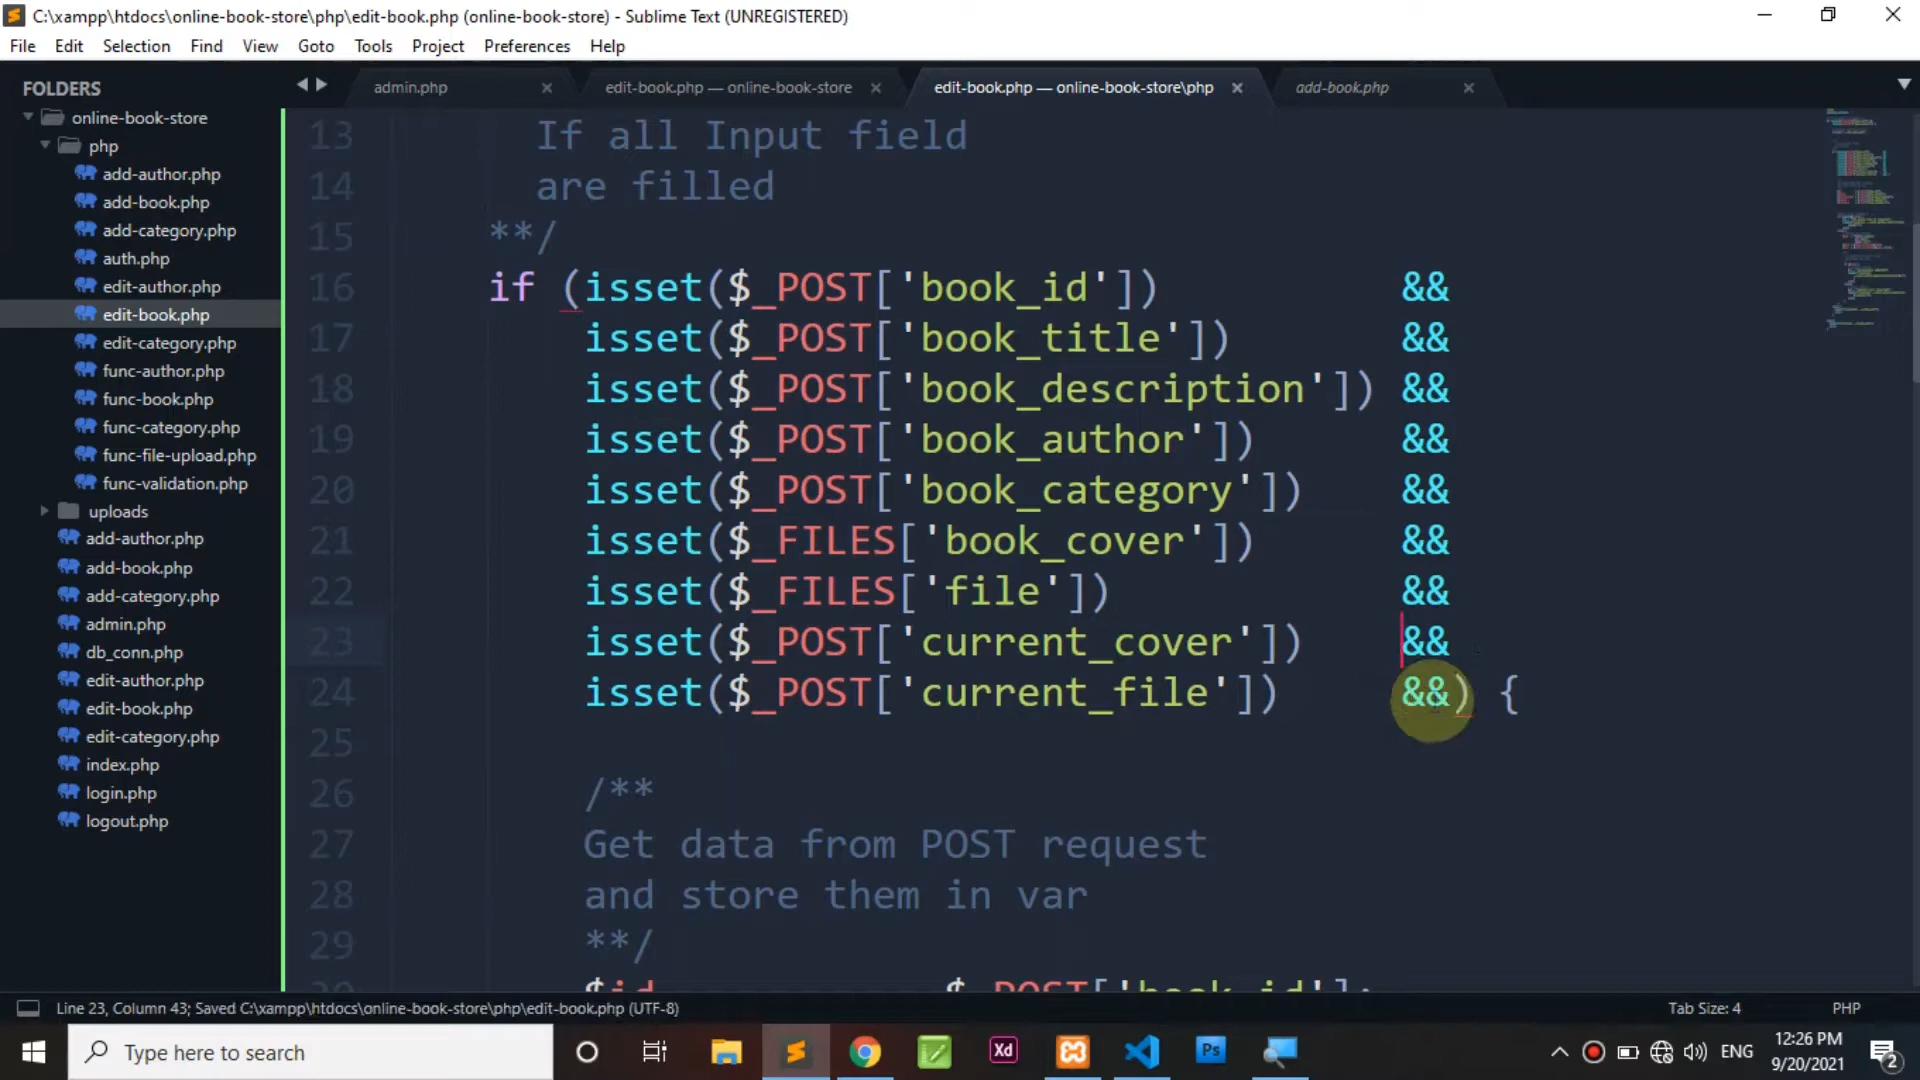 C:\xampp\htdocs\online-book-store\php\edit-book.php (online-book-store) - Sublime Text (UNREGISTERED)
File Edit Selection Find View Goto Tools Project Preferences Help
FOLDERS
online-book-store
php
add-author.php
add-book.php
add-category.php
auth.php
edit-author.php
edit-book.php
edit-category.php
func-author.php
func-book.php
func-category.php
func-file-upload.php
func-validation.php
uploads
add-author.php
add-book.php
add-category.php
admin.php
db_conn.php
edit-author.php
edit-book.php
edit-category.php
index.php
login.php
logout.php
admin.php edit-book.php — online-book-store edit-book.php — online-book-store\php add-book.php
13 If all Input field
14 are filled
15 **/
16 if (isset($_POST['book_id']) &&
17 isset($_POST['book_title']) &&
18 isset($_POST['book_description']) &&
19 isset($_POST['book_author']) &&
20 isset($_POST['book_category']) &&
21 isset($_FILES['book_cover']) &&
22 isset($_FILES['file']) &&
23 isset($_POST['current_cover']) &&
24 isset($_POST['current_file']) &&) {
25
26 /**
27 Get data from POST request
28 and store them in var
29 **/
30 $id $_POST['book_id'];
Line 23, Column 43; Saved C:\xampp\htdocs\online-book-store\php\edit-book.php (UTF-8) Tab Size: 4 PHP
Type here to search
Xd
Ps
ENG
12:26 PM
9/20/2021
2